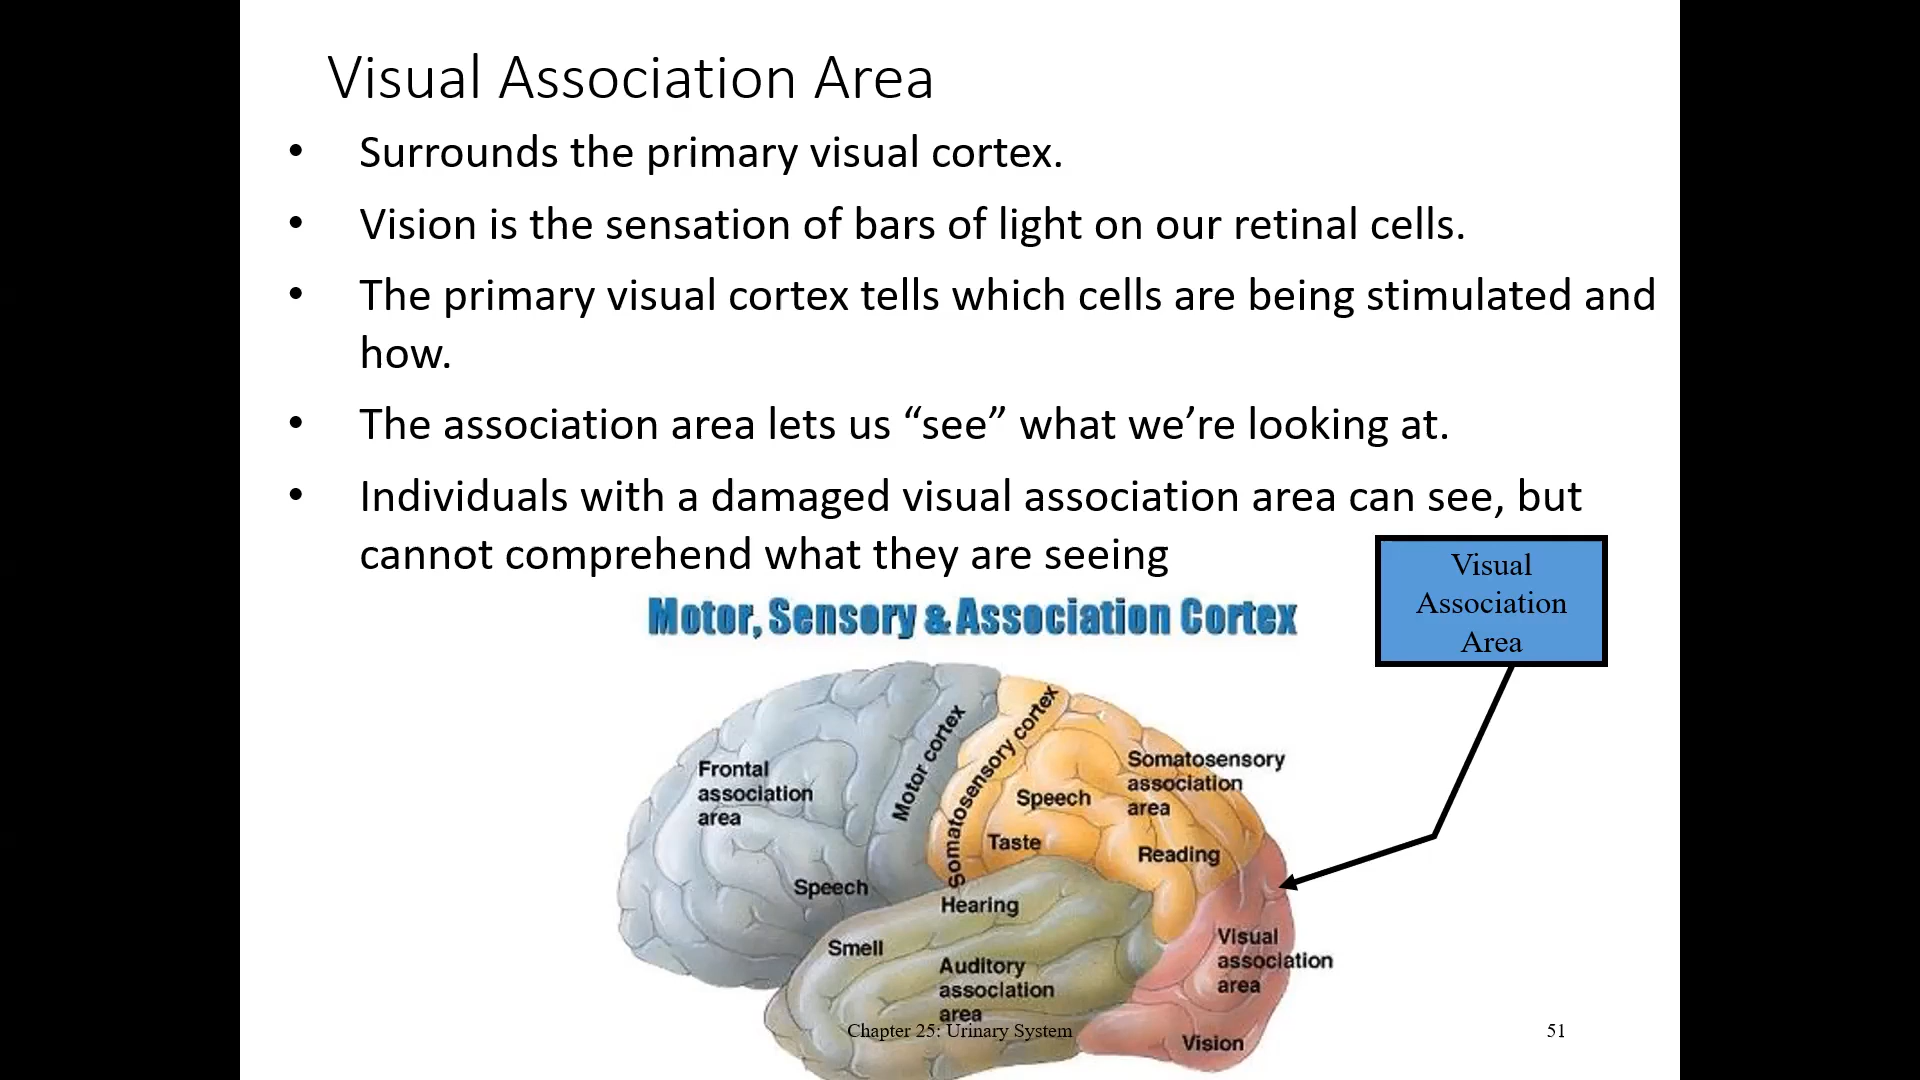 Visual Association Area
• Surrounds the primary visual cortex.
• Vision is the sensation of bars of light on our retinal cells.
• The primary visual cortex tells which cells are being stimulated and
how.
• The association area lets us “see” what we’re looking at.
• Individuals with a damaged visual association area can see, but
cannot comprehend what they are seeing
Visual
Association
Area
Motor, Sensory & Association Cortex
Frontal
association
area
Motor cortex
Somatosensory cortex
Somatosensory
association
area
Speech
Taste
Reading
Speech
Hearing
Smell
Auditory
association
area
Visual
association
area
Vision
Chapter 25: Urinary System
51